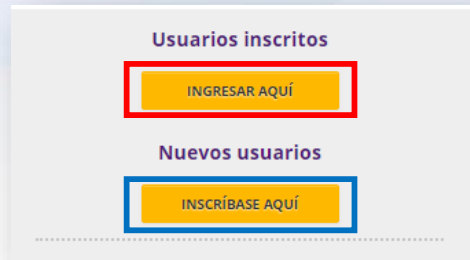 Usuarios inscritos
INGRESAR AQUÍ
Nuevos usuarios
INSCRÍBASE AQUÍ